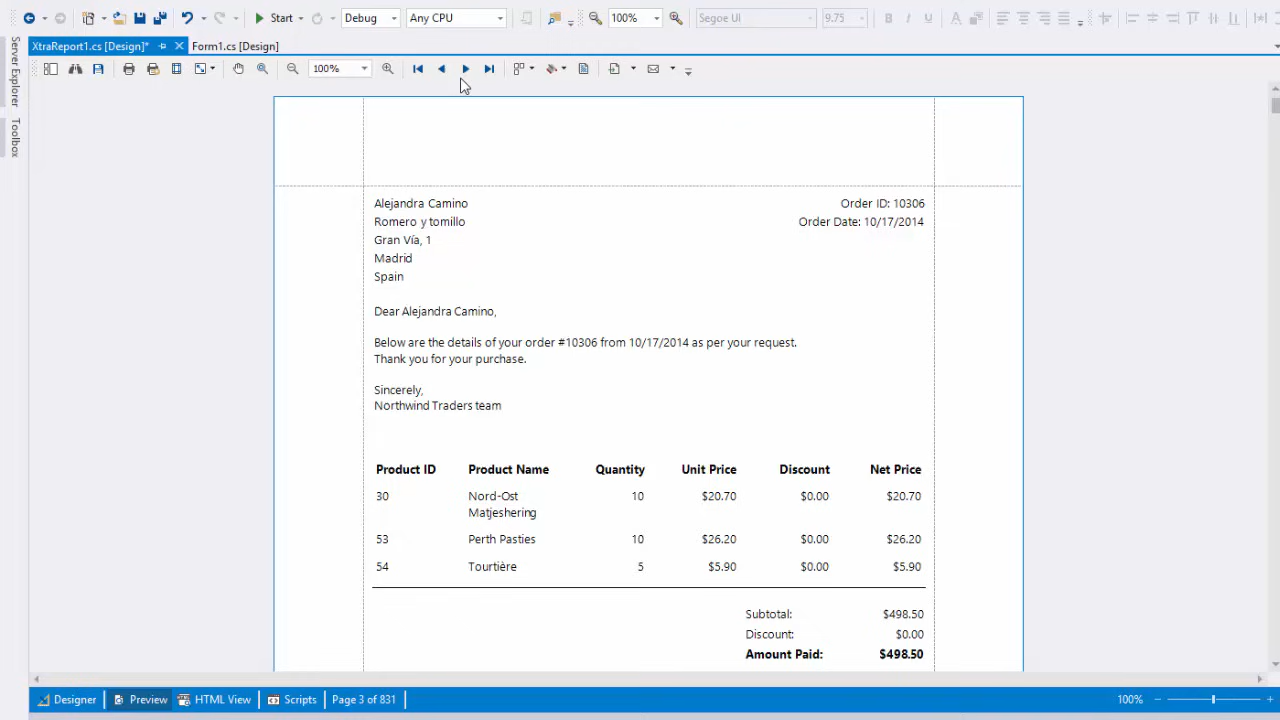 Start Debug Any CPU 100% Segoe UI 9.75 B I U A
XtraReport1.cs [Design]* Form1.cs [Design]
Server Explorer
Toolbox
100%
Alejandra Camino Order ID: 10306
Romero y tomillo Order Date: 10/17/2014
Gran Vía, 1
Madrid
Spain
Dear Alejandra Camino,
Below are the details of your order #10306 from 10/17/2014 as per your request.
Thank you for your purchase.
Sincerely,
Northwind Traders team
Product ID Product Name Quantity Unit Price Discount Net Price
30 Nord-Ost 10 $20.70 $0.00 $20.70
Matjeshering
53 Perth Pasties 10 $26.20 $0.00 $26.20
54 Tourtière 5 $5.90 $0.00 $5.90
Subtotal: $498.50
Discount: $0.00
Amount Paid: $498.50
Designer Preview HTML View Scripts Page 3 of 831 100%